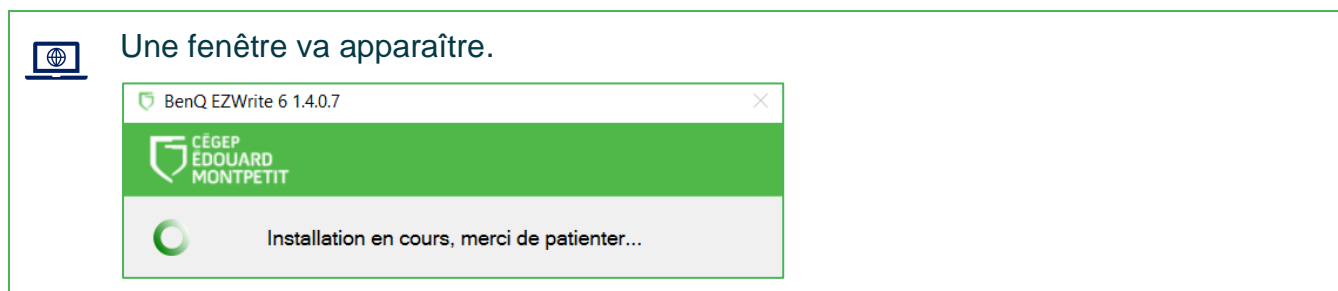 Une fenêtre va apparaître.
BenQ EZWrite 6 1.4.0.7
CÉGEP
ÉDOUARD
MONTPETIT
Installation en cours, merci de patienter...